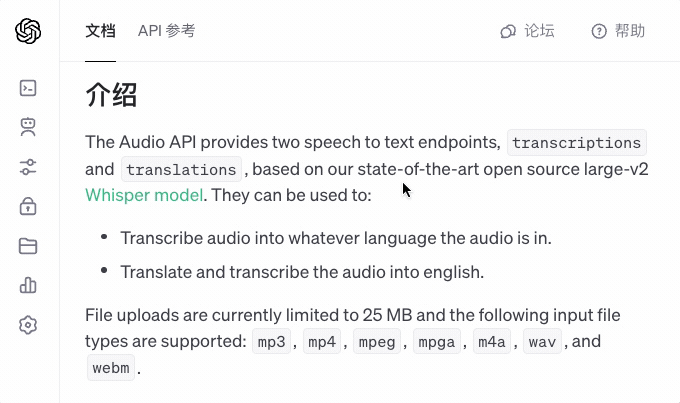 文档 API 参考 论坛 帮助
介绍
The Audio API provides two speech to text endpoints, transcriptions
and translations, based on our state-of-the-art open source large-v2
Whisper model. They can be used to:
• Transcribe audio into whatever language the audio is in.
• Translate and transcribe the audio into english.
File uploads are currently limited to 25 MB and the following input file
types are supported: mp3, mp4, mpeg, mpga, m4a, wav, and
webm.